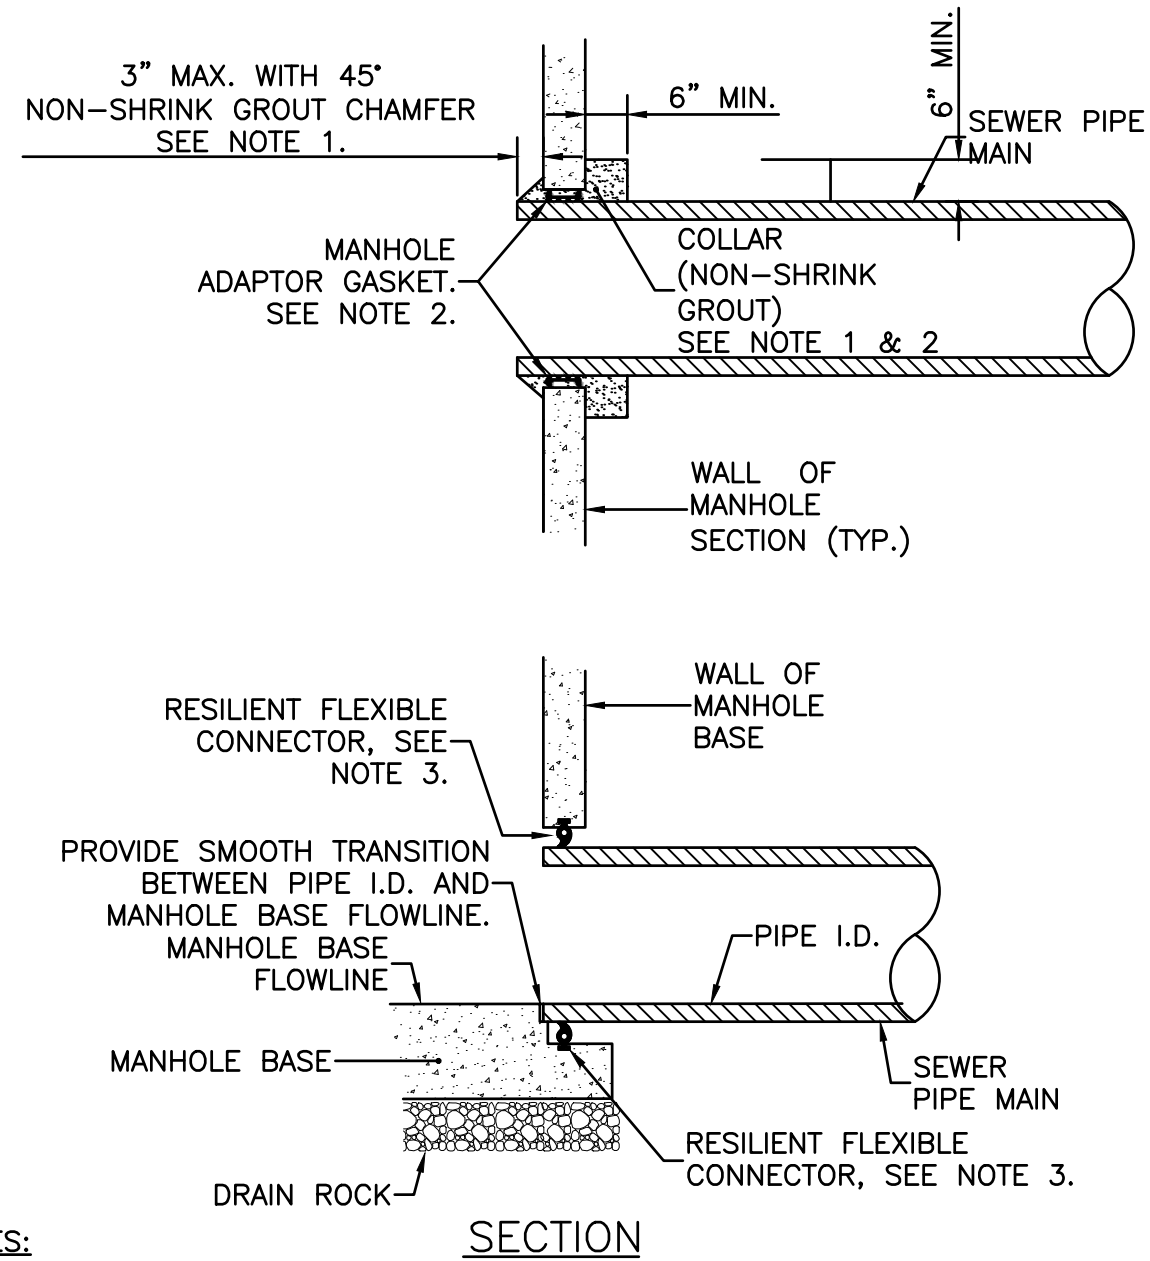 3” MAX. WITH 45°
NON-SHRINK GROUT CHAMFER
SEE NOTE 1.
6” MIN.
6” MIN.
SEWER PIPE
MAIN
MANHOLE
ADAPTOR GASKET.
SEE NOTE 2.
COLLAR
(NON-SHRINK
GROUT)
SEE NOTE 1 & 2
WALL OF
MANHOLE
SECTION (TYP.)
WALL OF
MANHOLE
BASE
RESILIENT FLEXIBLE
CONNECTOR, SEE
NOTE 3.
PROVIDE SMOOTH TRANSITION
BETWEEN PIPE I.D. AND
MANHOLE BASE FLOWLINE.
MANHOLE BASE
FLOWLINE
PIPE I.D.
MANHOLE BASE
SEWER
PIPE MAIN
RESILIENT FLEXIBLE
CONNECTOR, SEE NOTE 3.
DRAIN ROCK
SECTION